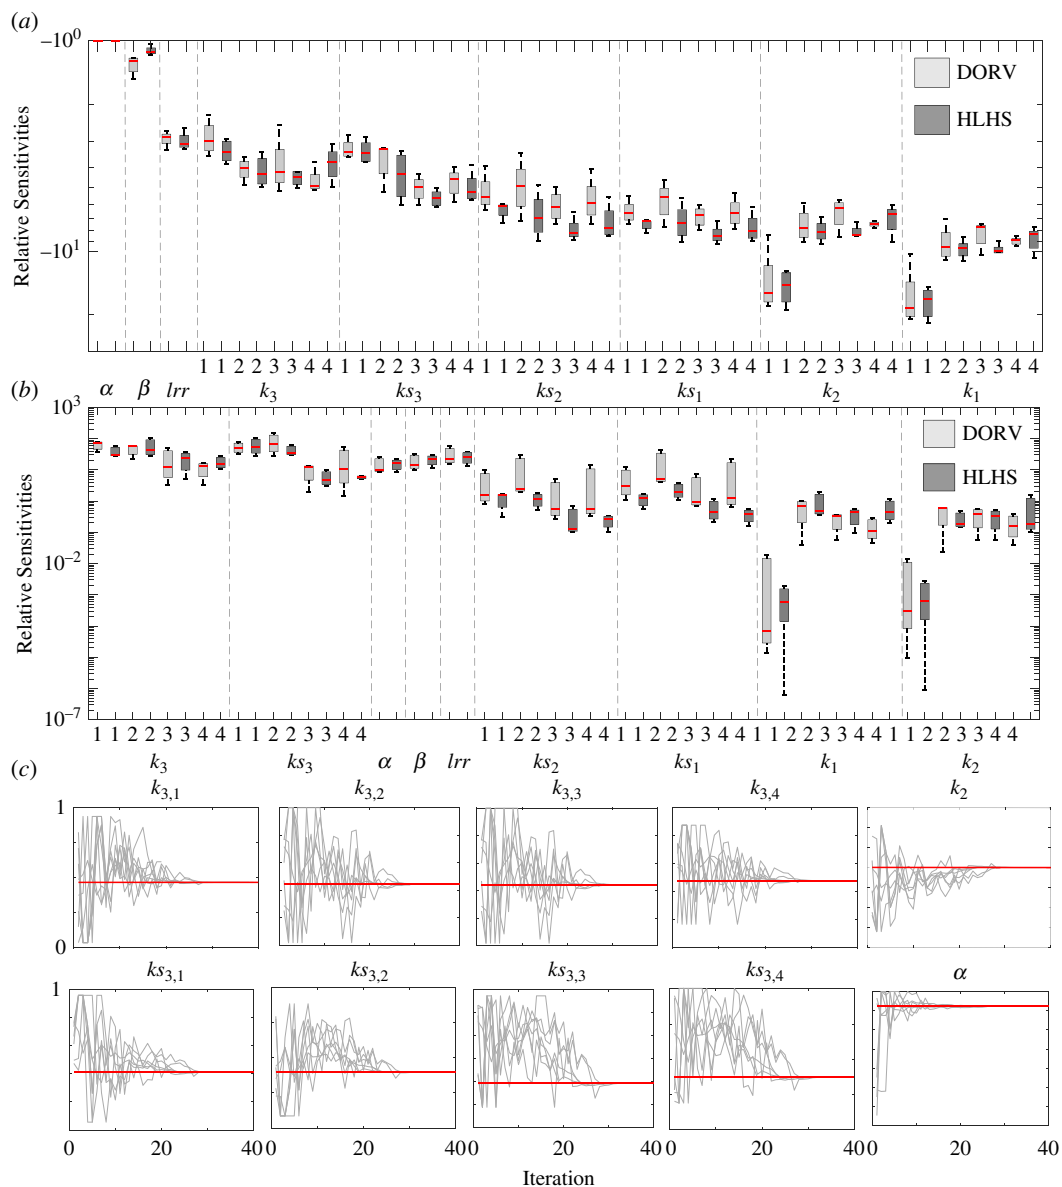 (a)
–10⁰
–10¹
Relative Sensitivities
DORV
HLHS
1 1 2 2 3 3 4 4 1 1 2 2 3 3 4 4 1 1 2 2 3 3 4 4 1 1 2 2 3 3 4 4 1 1 2 2 3 3 4 4 1 1 2 2 3 3 4 4
α β lrr k₃ ks₃ ks₂ ks₁ k₂ k₁
(b)
10³
10⁻²
10⁻⁷
Relative Sensitivities
DORV
HLHS
1 1 2 2 3 3 4 4 1 1 2 2 3 3 4 4 1 1 2 2 3 3 4 4 1 1 2 2 3 3 4 4 1 1 2 2 3 3 4 4 1 2 2 3 3 4 4
k₃ ks₃ α β lrr ks₂ ks₁ k₁ k₂
(c)
k₃,₁ k₃,₂ k₃,₃ k₃,₄ k₂
1
0
ks₃,₁ ks₃,₂ ks₃,₃ ks₃,₄ α
1
0 20 40 0 20 40 0 20 40 0 20 40 0 20 40
Iteration